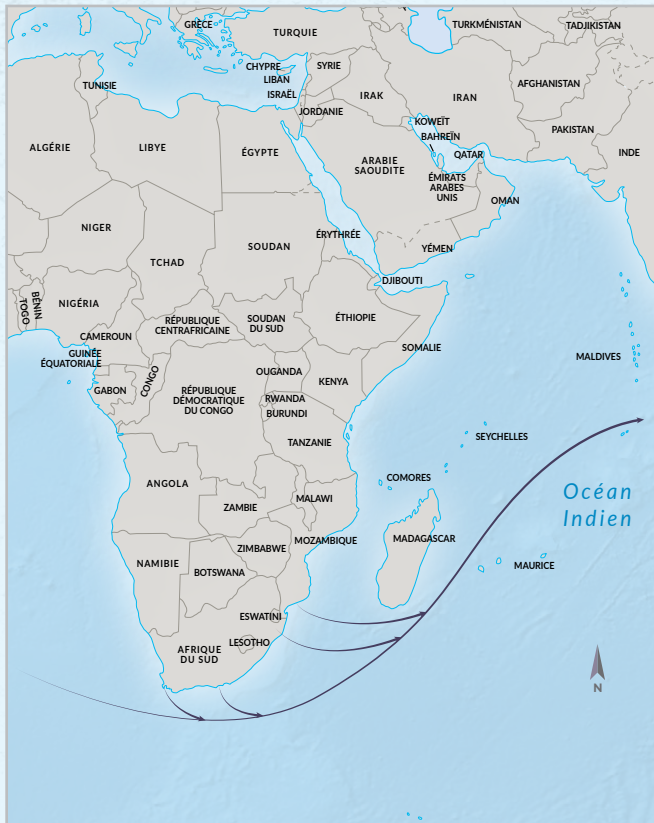 GRÈCE
TURQUIE
TURKMÉNISTAN
TADJIKISTAN
CHYPRE
SYRIE
LIBAN
ISRAËL
TUNISIE
IRAK
IRAN
AFGHANISTAN
JORDANIE
KOWEÏT
BAHREÏN
PAKISTAN
QATAR
INDE
ALGÉRIE
LIBYE
ÉGYPTE
ARABIE
SAOUDITE
ÉMIRATS
ARABES
UNIS
OMAN
NIGER
TCHAD
SOUDAN
ÉRYTHRÉE
YÉMEN
DJIBOUTI
TOGO
BÉNIN
NIGÉRIA
CAMEROUN
RÉPUBLIQUE
CENTRAFRICAINE
SOUDAN
DU SUD
ÉTHIOPIE
SOMALIE
MALDIVES
GUINÉE
ÉQUATORIALE
GABON
CONGO
RÉPUBLIQUE
DÉMOCRATIQUE
DU CONGO
OUGANDA
KENYA
RWANDA
BURUNDI
TANZANIE
SEYCHELLES
COMORES
ANGOLA
ZAMBIE
MALAWI
Océan
Indien
MOZAMBIQUE
MADAGASCAR
NAMIBIE
ZIMBABWE
BOTSWANA
MAURICE
ESWATINI
LESOTHO
AFRIQUE
DU SUD
N